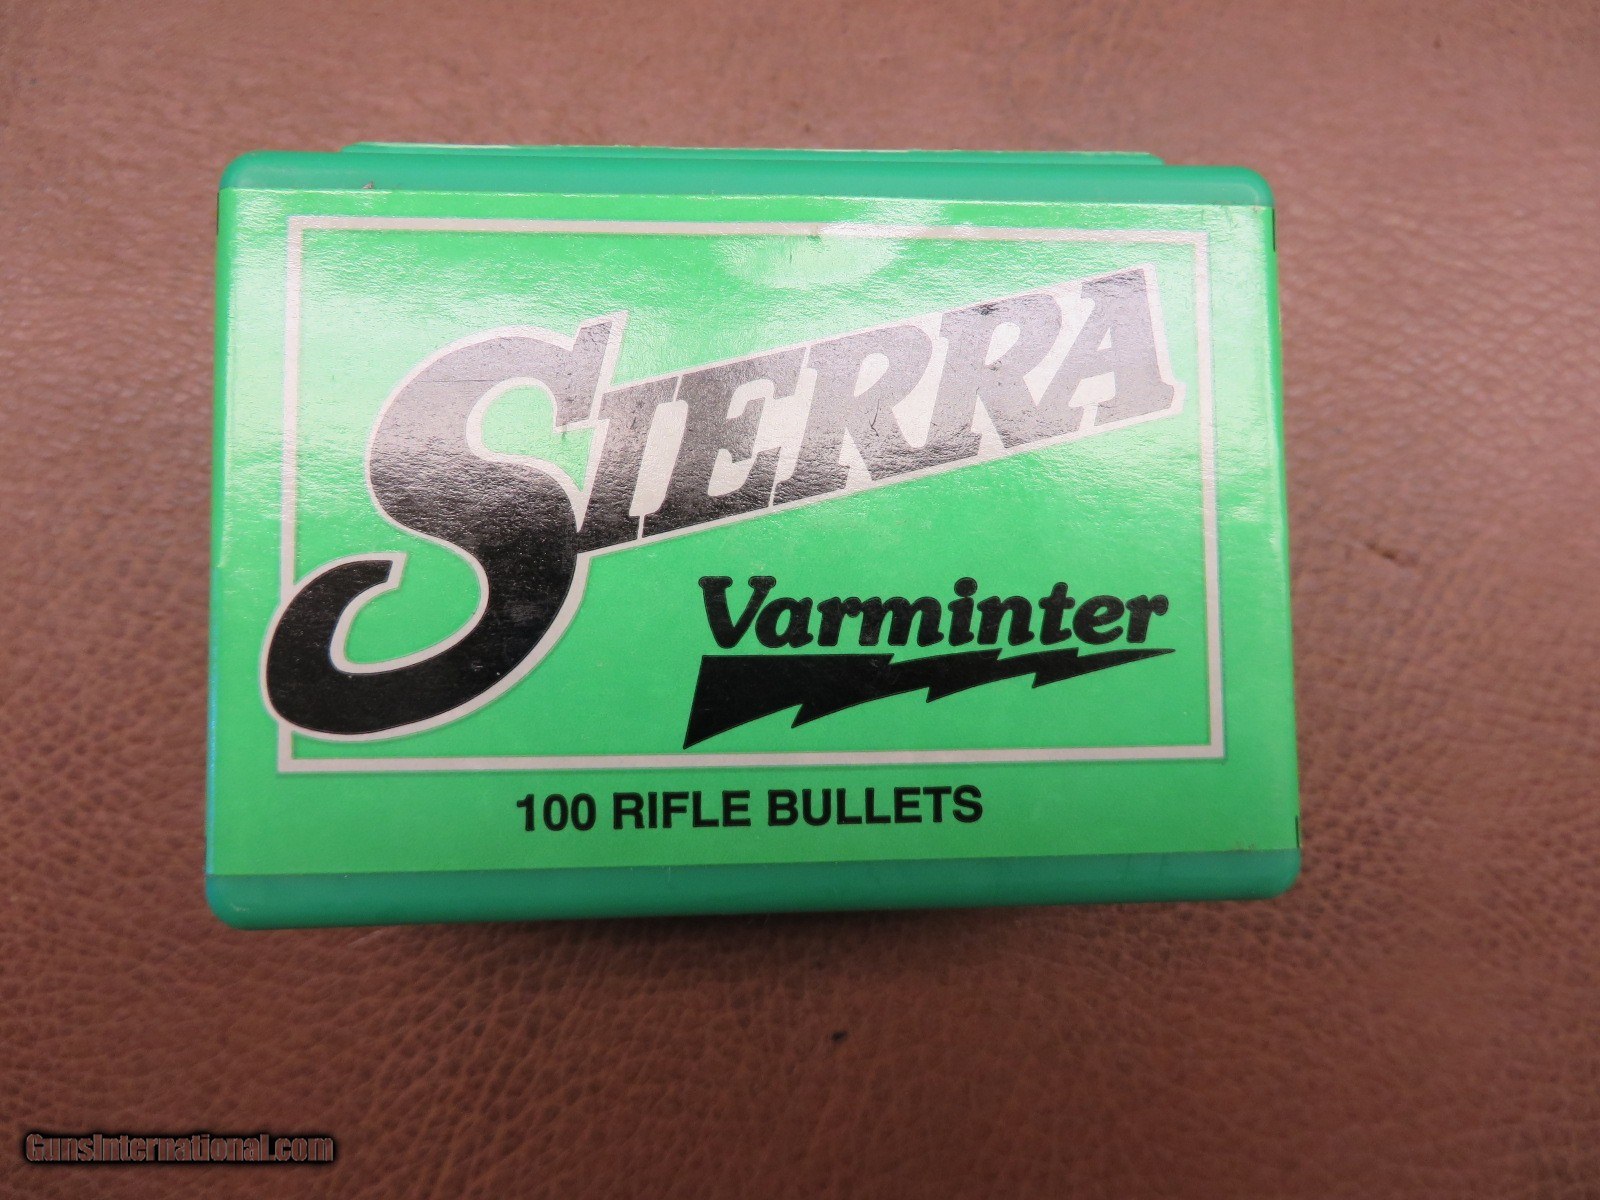 SIERRA
Varminter
100 RIFLE BULLETS
GunsInternational.com